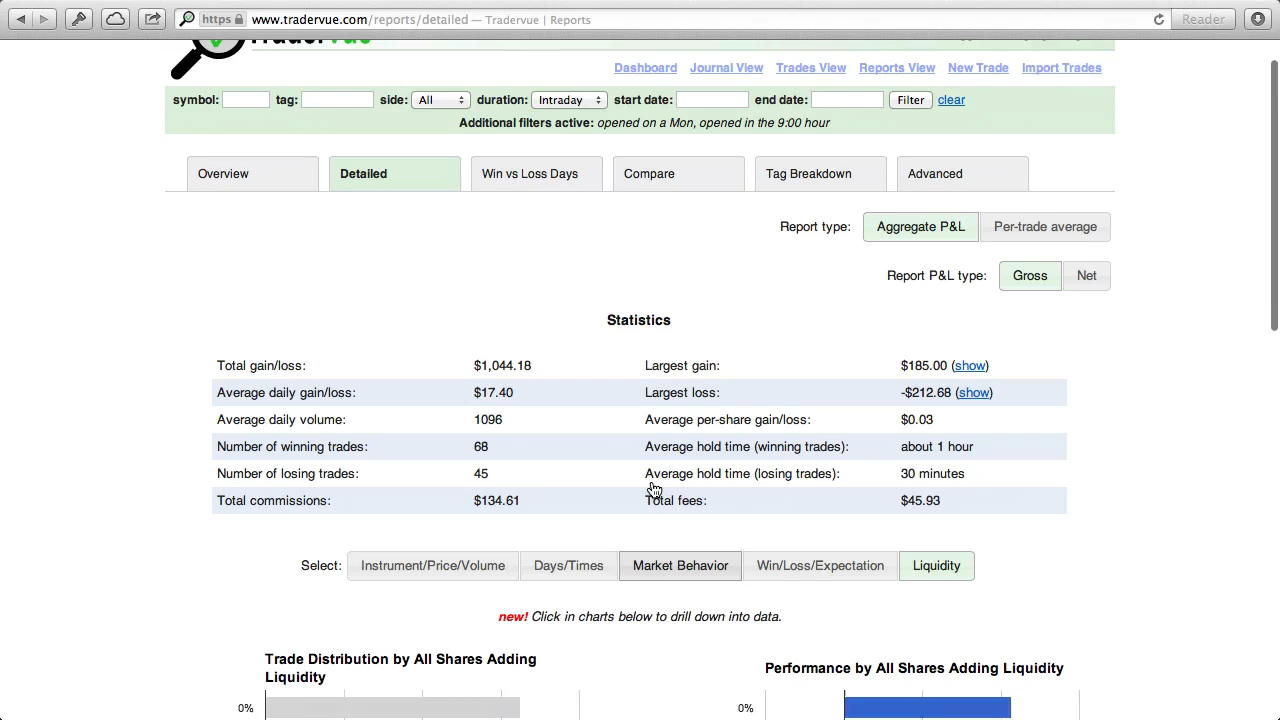 https www.tradervue.com/reports/detailed — Tradervue | Reports
Reader
Dashboard Journal View Trades View Reports View New Trade Import Trades
symbol: tag: side: All duration: Intraday start date: end date: Filter clear
Additional filters active: opened on a Mon, opened in the 9:00 hour
Overview Detailed Win vs Loss Days Compare Tag Breakdown Advanced
Report type: Aggregate P&L Per-trade average
Report P&L type: Gross Net
Statistics
Total gain/loss: $1,044.18 Largest gain: $185.00 (show)
Average daily gain/loss: $17.40 Largest loss: -$212.68 (show)
Average daily volume: 1096 Average per-share gain/loss: $0.03
Number of winning trades: 68 Average hold time (winning trades): about 1 hour
Number of losing trades: 45 Average hold time (losing trades): 30 minutes
Total commissions: $134.61 Total fees: $45.93
Select: Instrument/Price/Volume Days/Times Market Behavior Win/Loss/Expectation Liquidity
new! Click in charts below to drill down into data.
Trade Distribution by All Shares Adding
Liquidity
Performance by All Shares Adding Liquidity
0% 0%